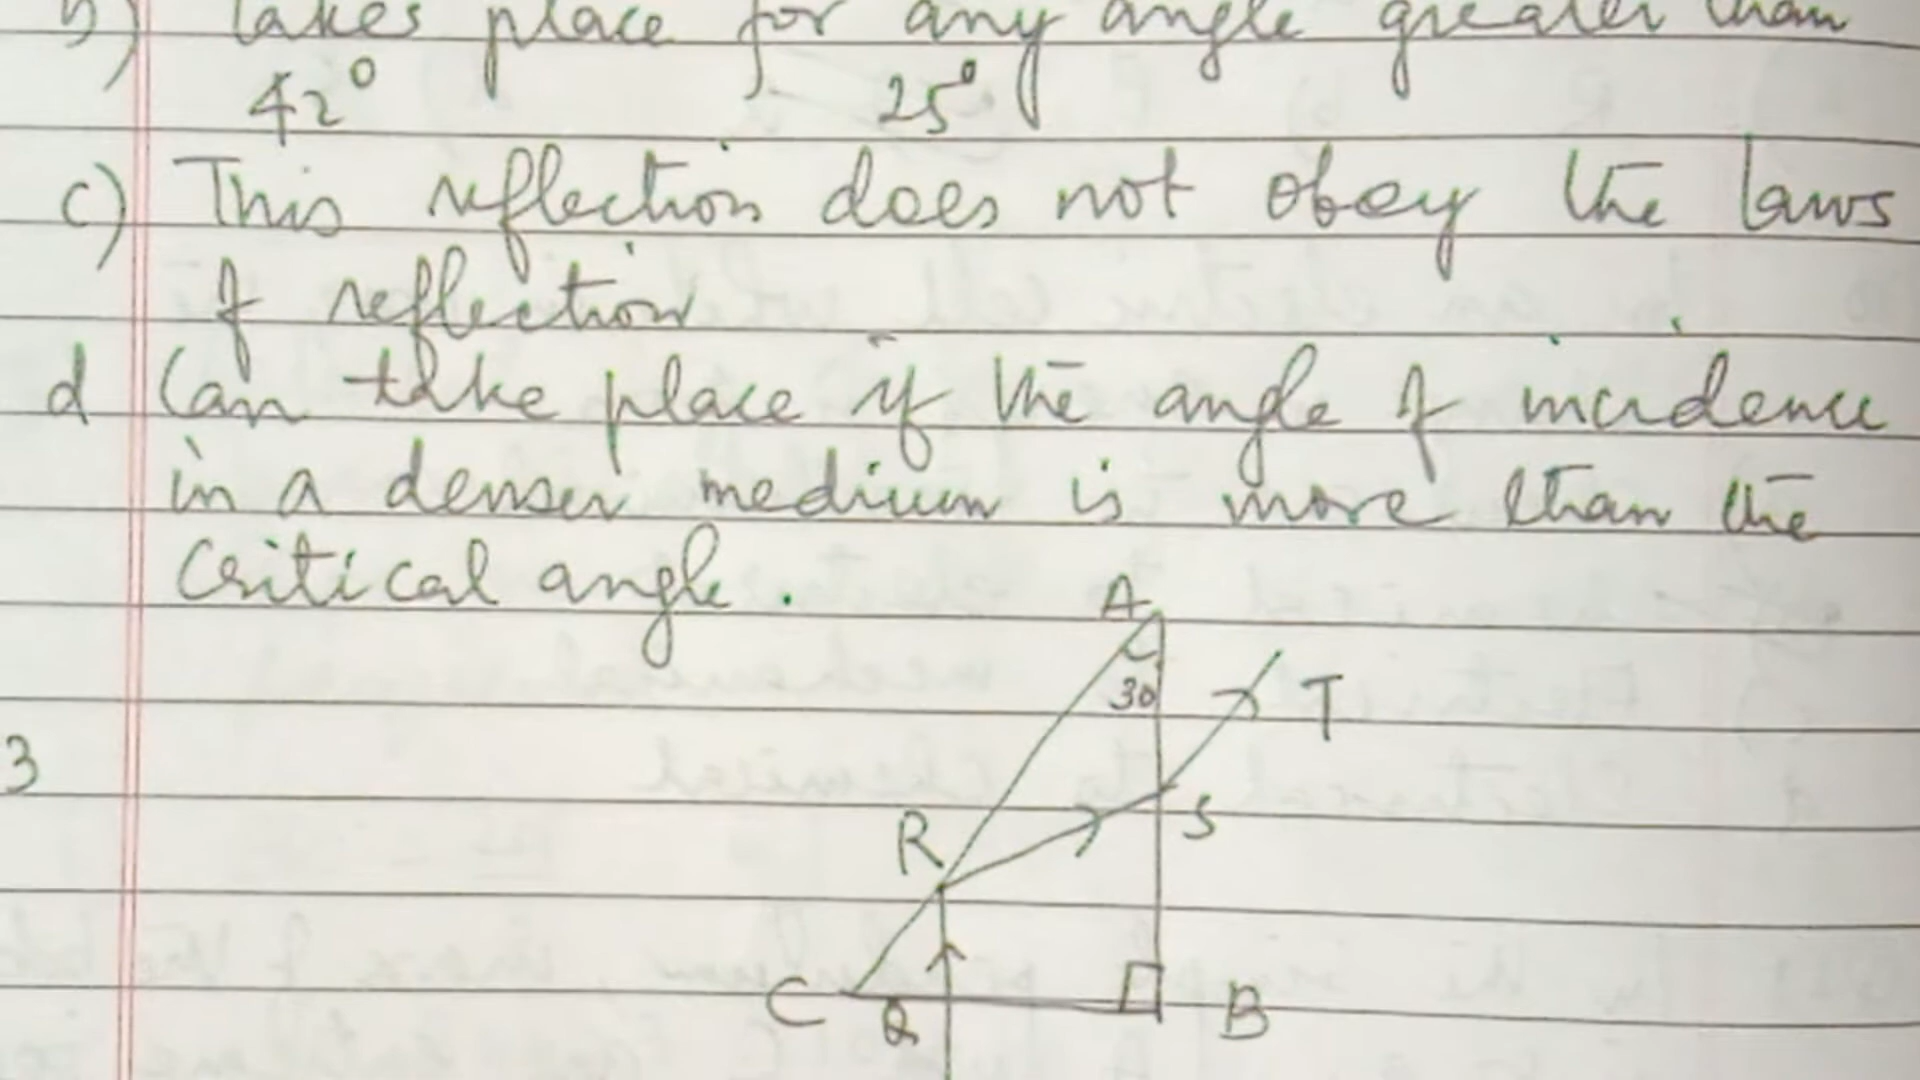 b) takes place for any angle greater than
42° 25°
c) This reflection does not obey the laws
of reflection
d Can take place if the angle of incidence
in a denser medium is more than the
critical angle.
A
30
T
3
R
S
C Q B